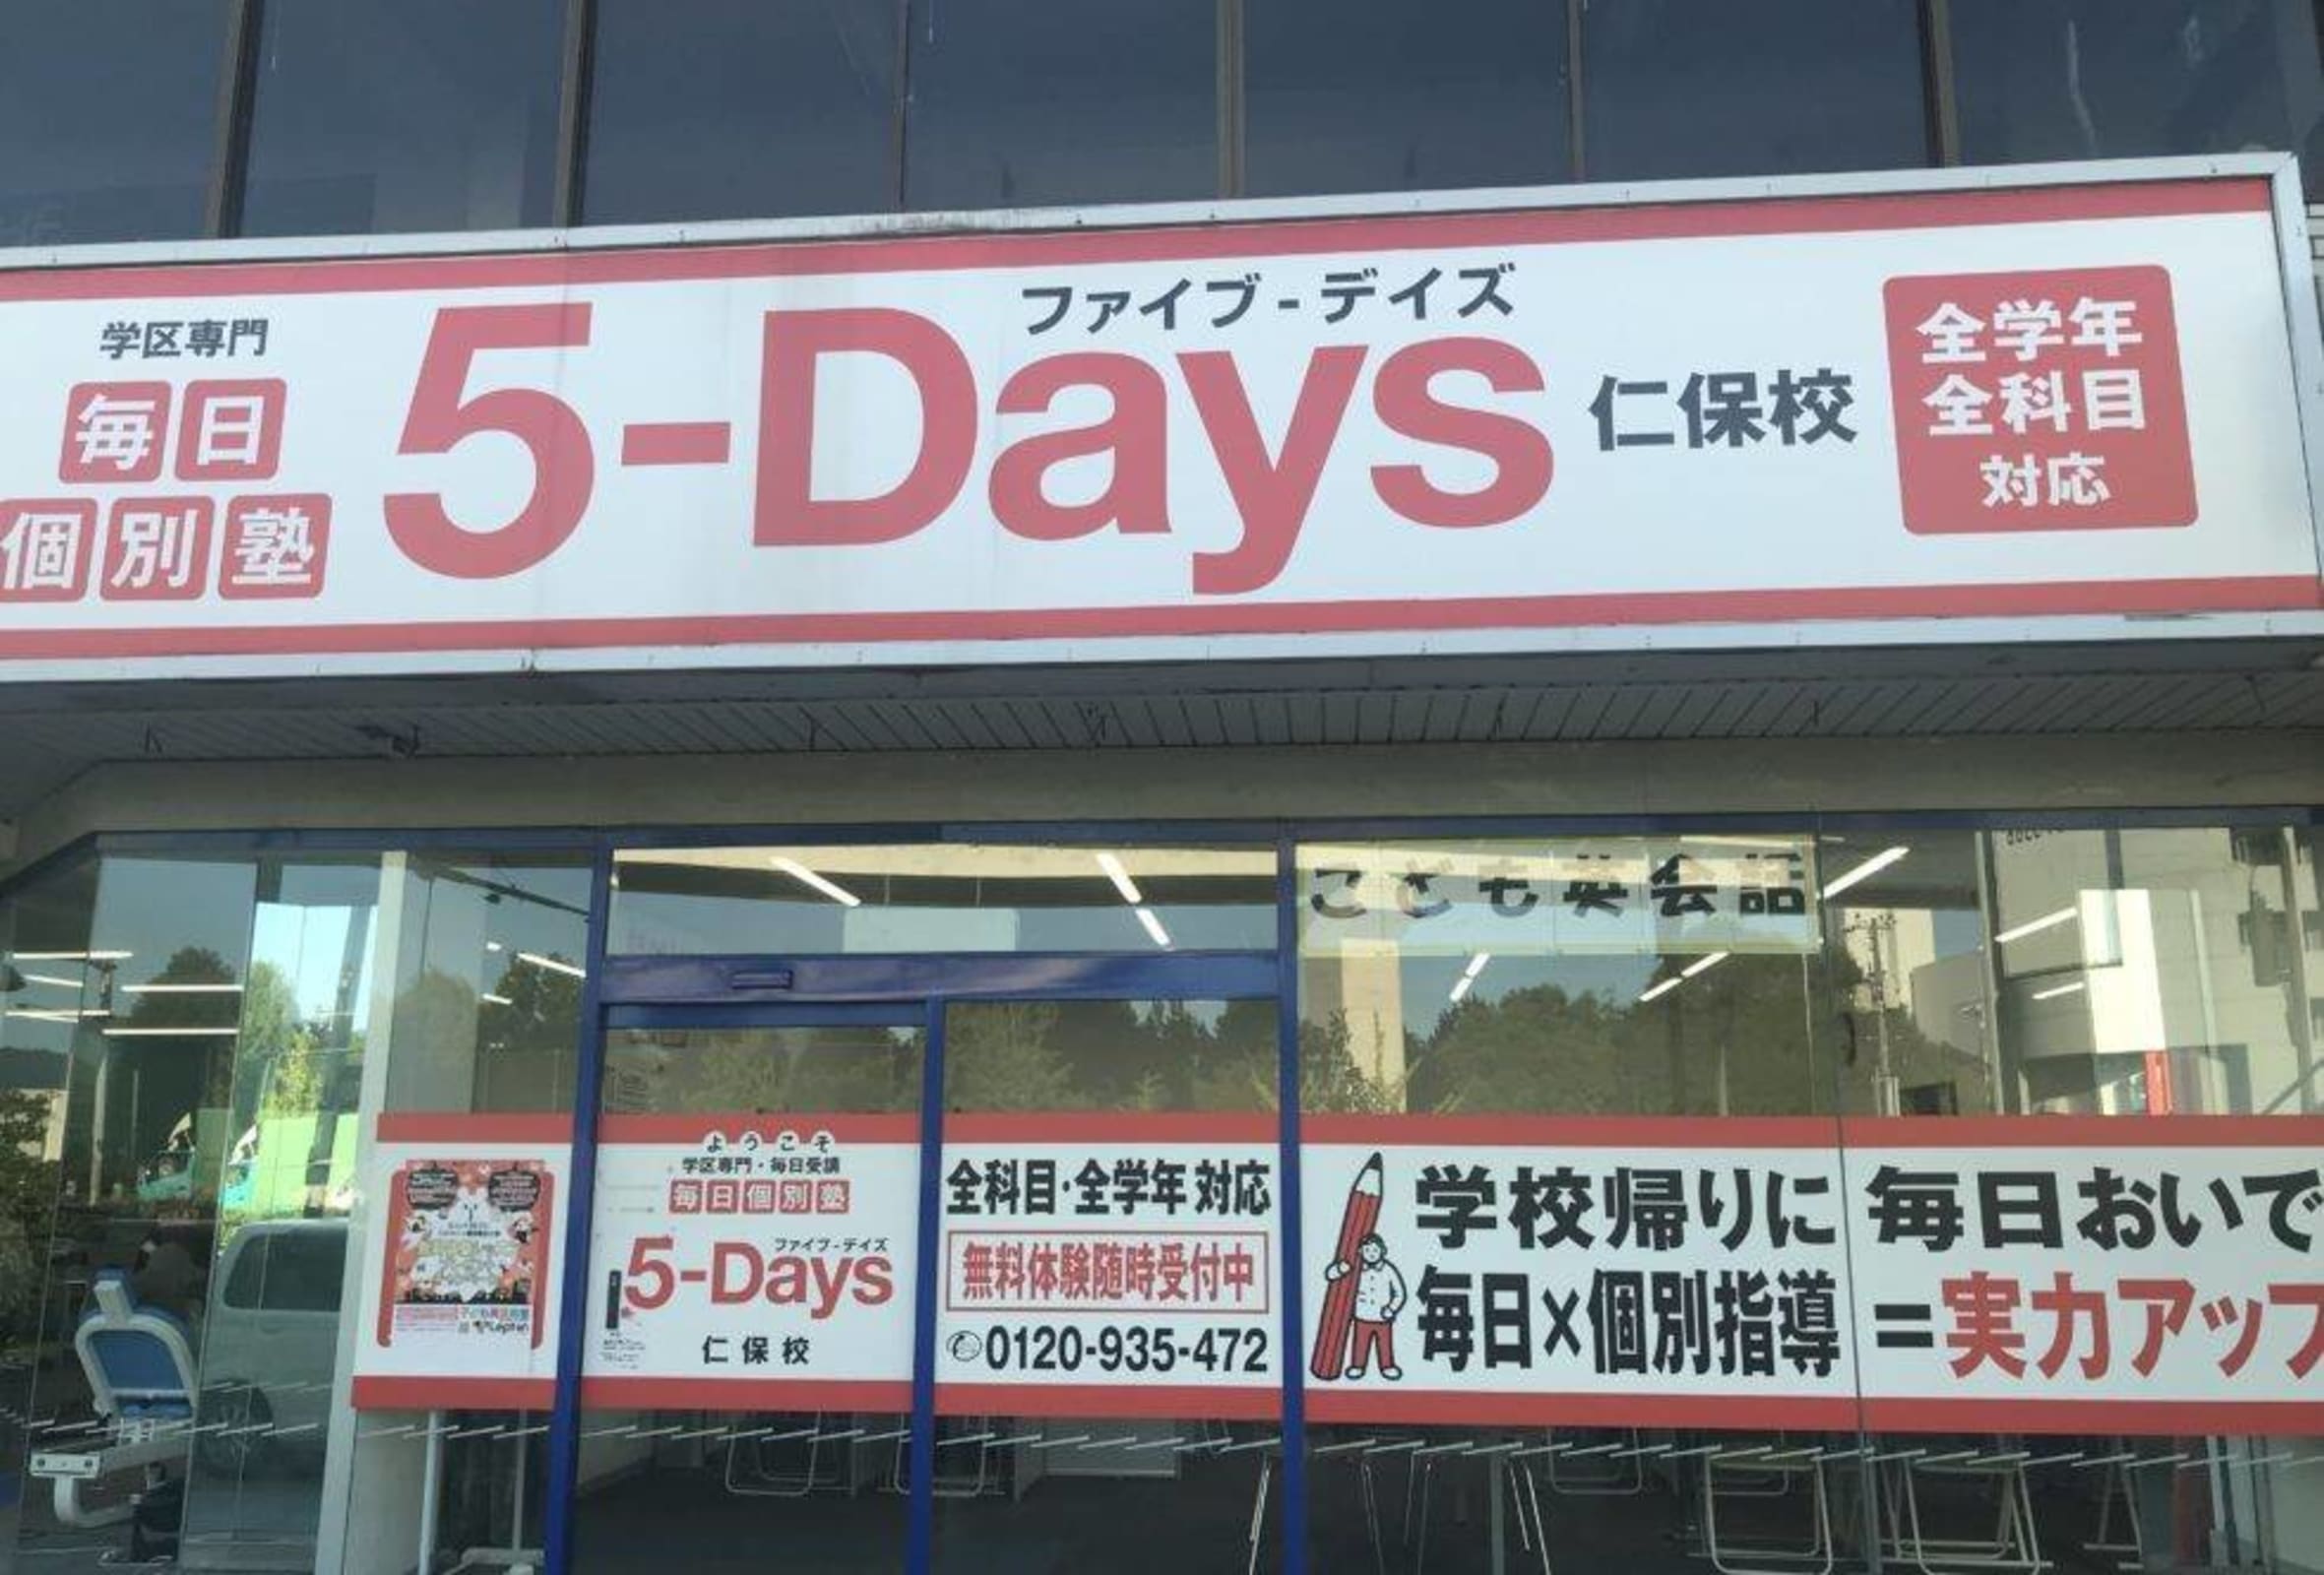 学区専門
毎日
個別塾
ファイブ-デイズ
5-Days
仁保校
全学年
全科目
対応
こども英会話
ようこそ
学区専門・毎日受講
毎日個別塾
ファイブ-デイズ
5-Days
仁保校
全科目・全学年対応
無料体験随時受付中
0120-935-472
学校帰りに
毎日×個別指導
毎日おいで
=実力アップ